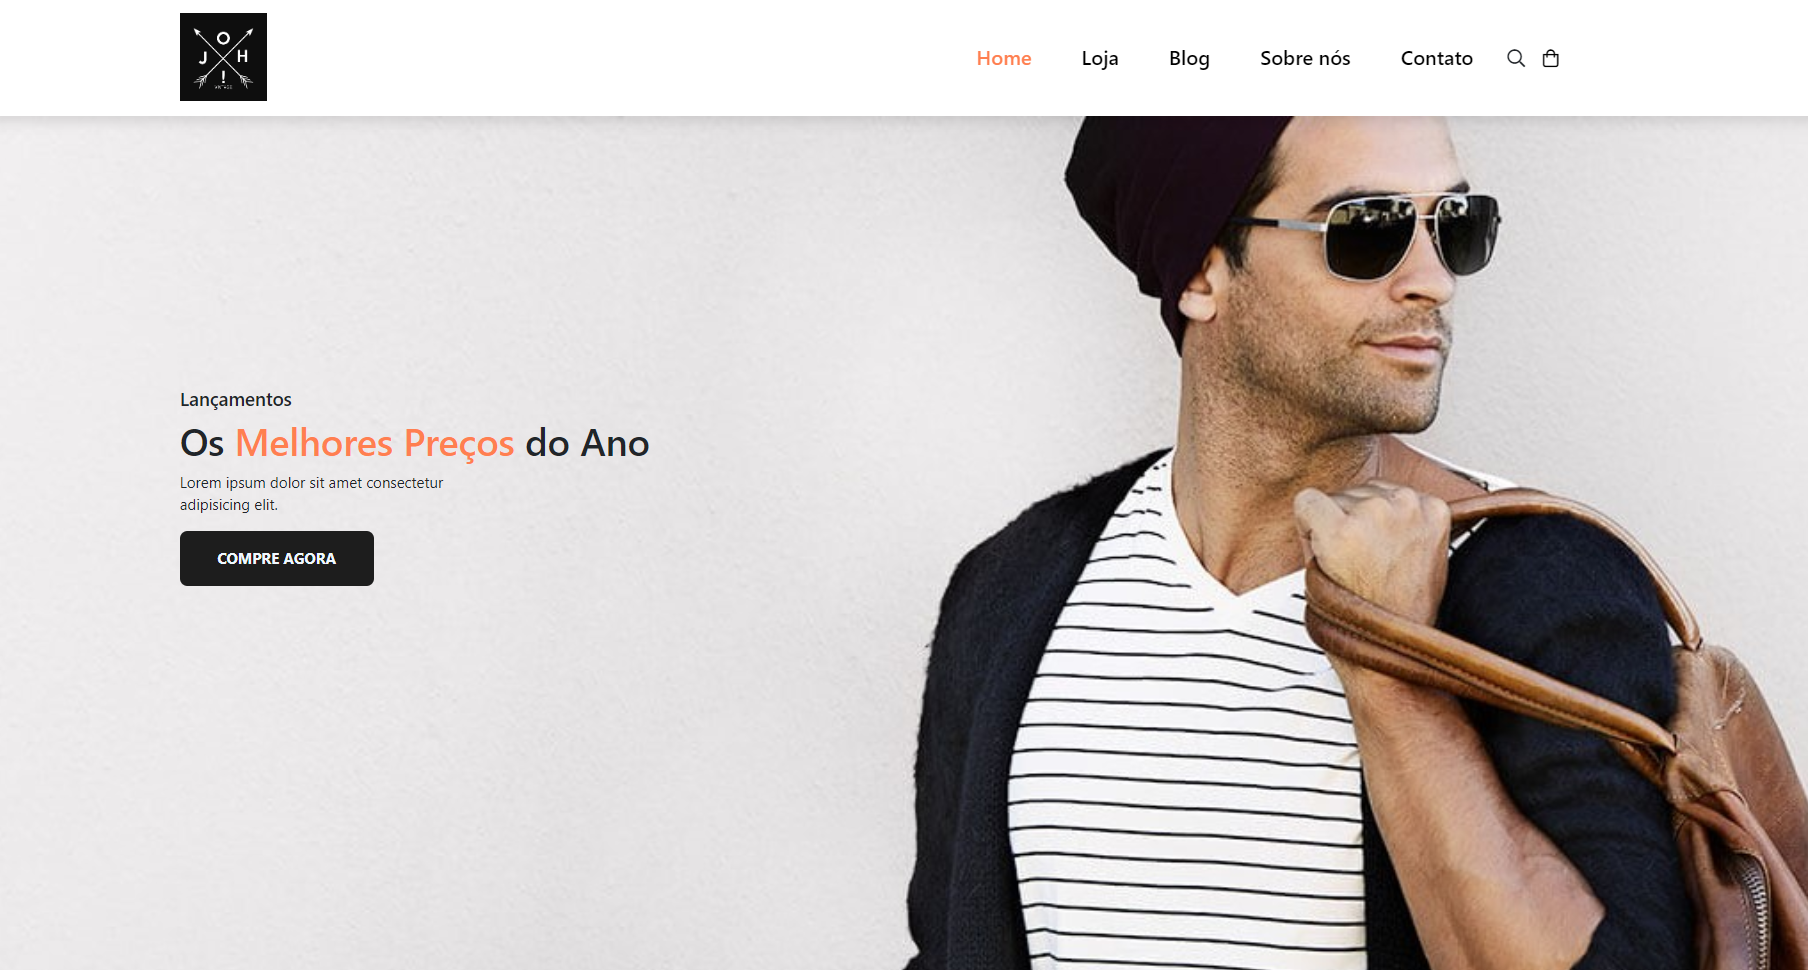 O
J H
!
Home Loja Blog Sobre nós Contato
Lançamentos
Os Melhores Preços do Ano
Lorem ipsum dolor sit amet consectetur
adipisicing elit.
COMPRE AGORA